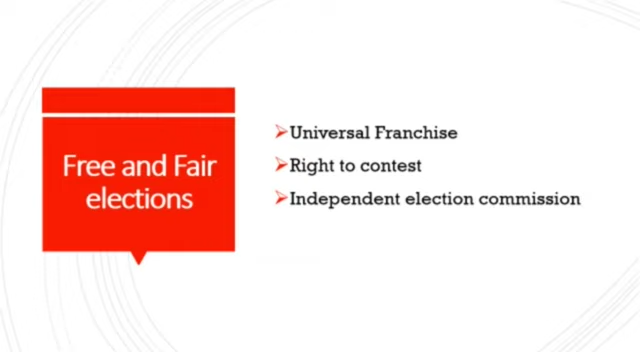 Free and Fair
elections
Universal Franchise
Right to contest
Independent election commission